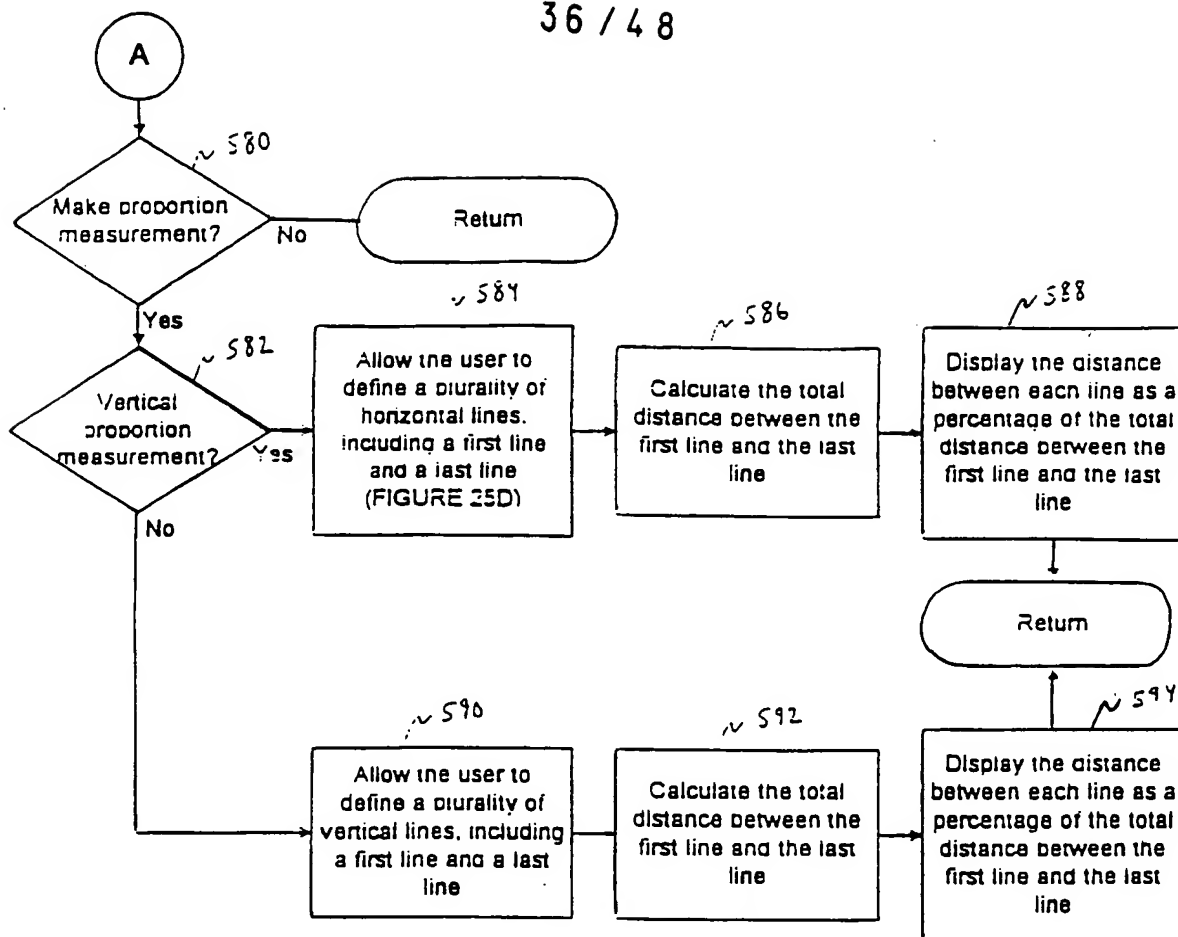 36/48
A
580
Make proportion
measurement?
No
Return
Yes
582
Vertical
proportion
measurement?
Yes
No
584
Allow the user to
define a plurality of
horizontal lines,
including a first line
and a last line
(FIGURE 25D)
586
Calculate the total
distance between the
first line and the last
line
588
Display the distance
between each line as a
percentage of the total
distance between the
first line and the last
line
Return
590
Allow the user to
define a plurality of
vertical lines, including
a first line and a last
line
592
Calculate the total
distance between the
first line and the last
line
594
Display the distance
between each line as a
percentage of the total
distance between the
first line and the last
line